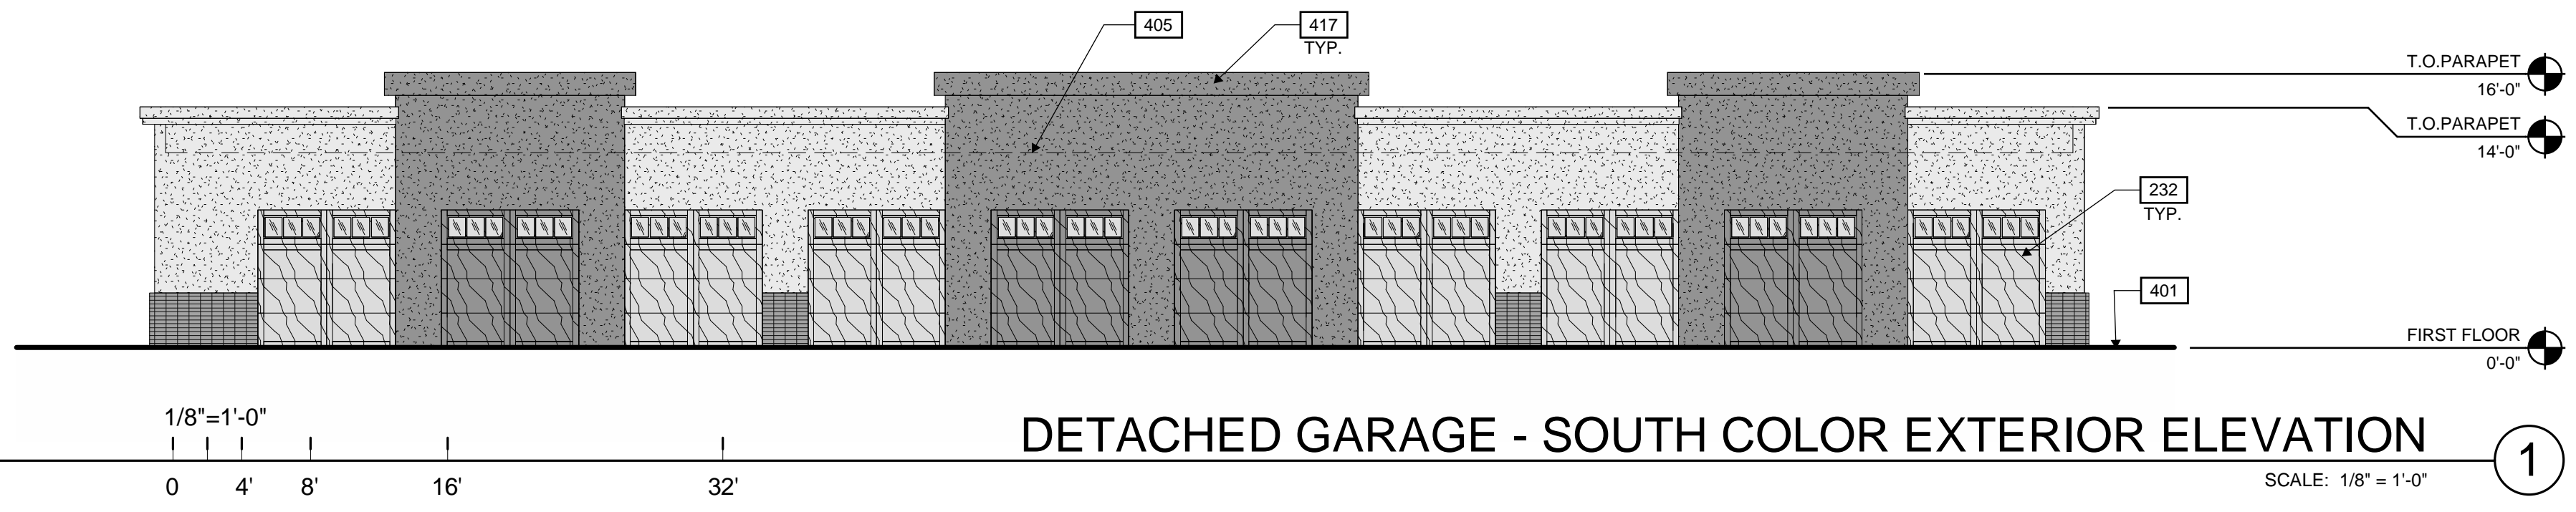 405
417
TYP.
T.O.PARAPET
16'-0"
T.O.PARAPET
14'-0"
232
TYP.
401
FIRST FLOOR
0'-0"
1/8"=1'-0"
0 4' 8' 16' 32'
DETACHED GARAGE - SOUTH COLOR EXTERIOR ELEVATION
1
SCALE: 1/8" = 1'-0"